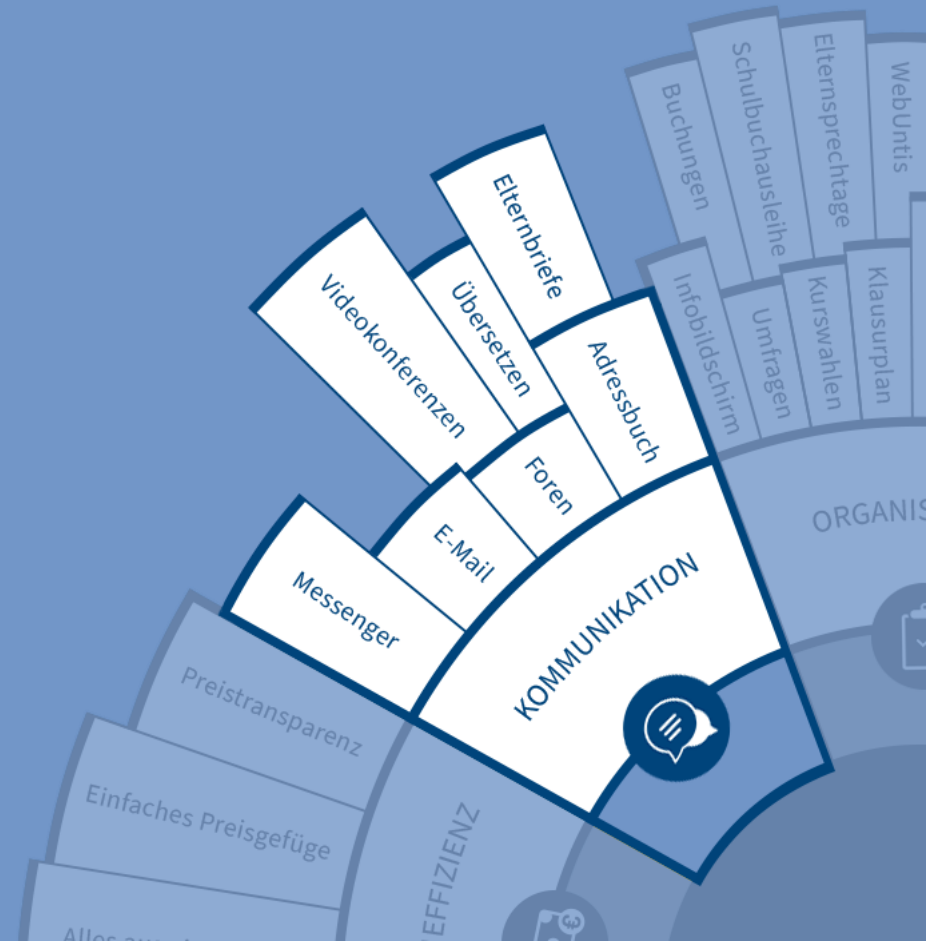 Buchungen
Schulbuchausleihe
Elternsprechtage
WebUntis
Infobildschirm
Umfragen
Kurswahlen
Klausurplan
ORGANIS
Elternbriefe
Übersetzen
Videokonferenzen
Adressbuch
Foren
E-Mail
Messenger
KOMMUNIKATION
Preistransparenz
Einfaches Preisgefüge
Alles
EFFIZIENZ